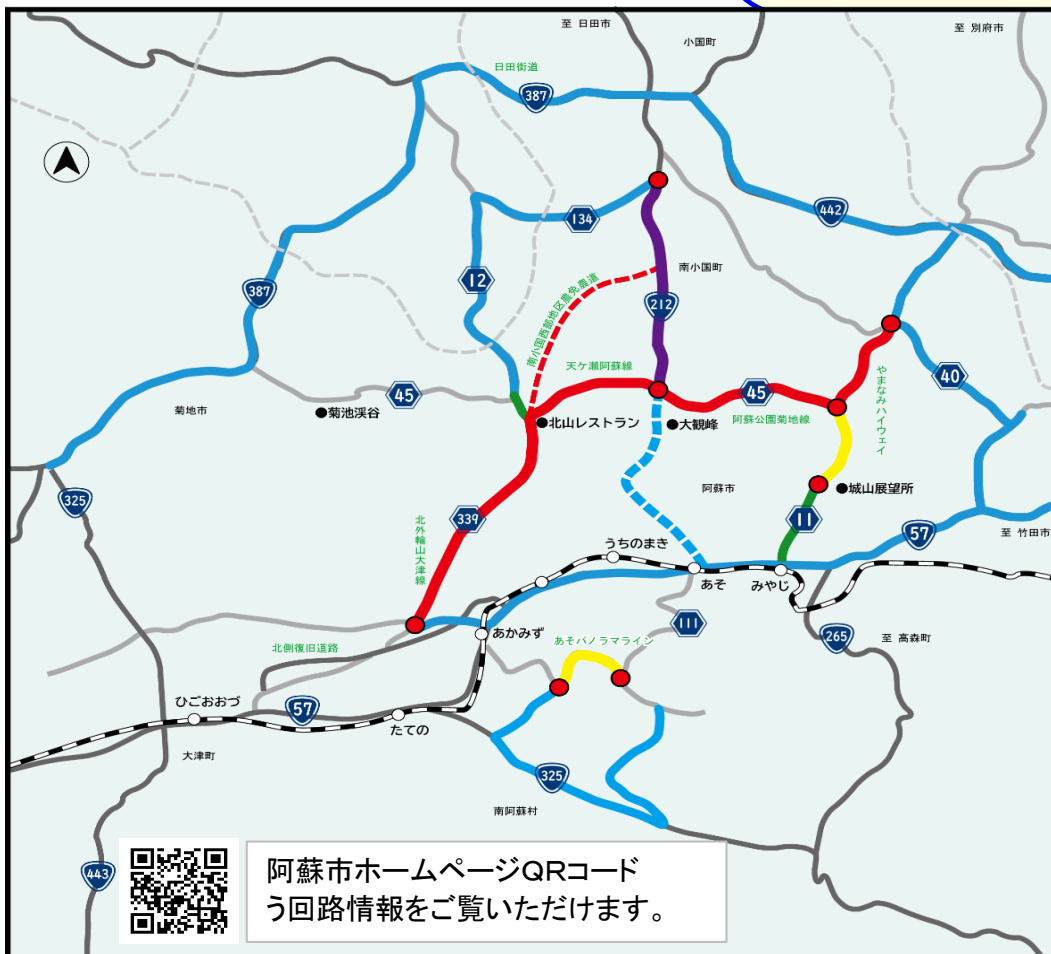 至 日田市
小国町
至 別府市
日田街道
387
442
134
南小国町
12
387
212
南小国西部地区農免農道
天ケ瀬阿蘇線
やまなみハイウェイ
40
45
45
菊地市
●菊池渓谷
●北山レストラン
●大観峰
阿蘇公園菊地線
325
阿蘇市
●城山展望所
339
11
北外輪山大津線
57
至 竹田市
うちのまき
あそ
みやじ
111
あかみず
あそパノラマライン
265
至 高森町
北側復旧道路
ひごおおづ
57
たての
大津町
325
南阿蘇村
443
阿蘇市ホームページQRコード
う回路情報をご覧いただけます。